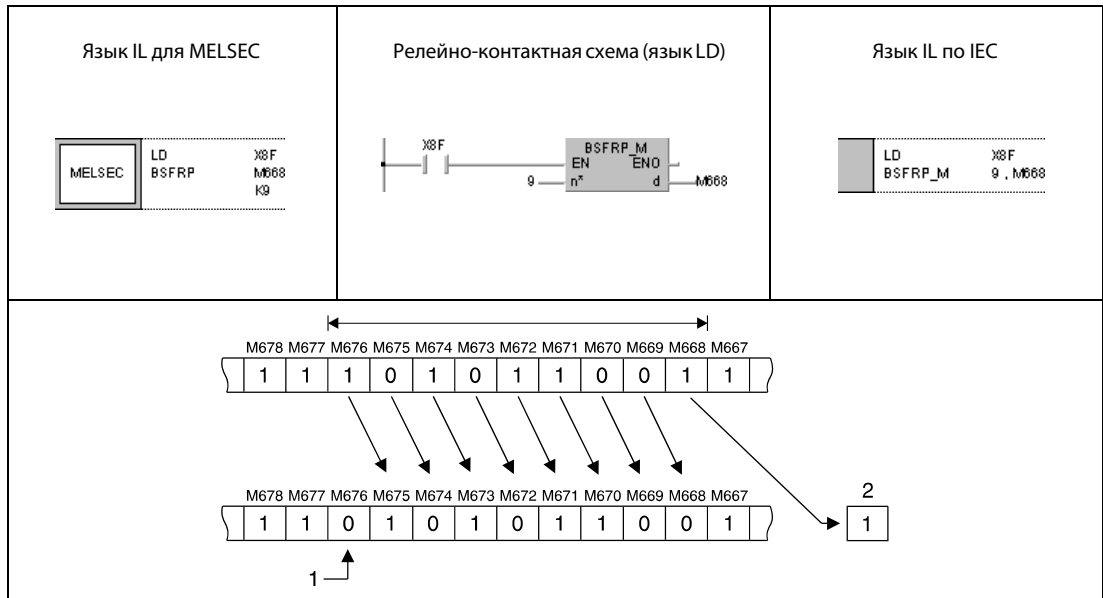 Язык IL для MELSEC
Релейно-контактная схема (язык LD)
Язык IL по IEC
MELSEC
LD X8F
BSFRP M668
K9
X8F
BSFRP_M
EN ENO
9 n* d M668
LD X8F
BSFRP_M 9 , M668
M678 M677 M676 M675 M674 M673 M672 M671 M670 M669 M668 M667
1 1 1 0 1 0 1 1 0 0 1 1
M678 M677 M676 M675 M674 M673 M672 M671 M670 M669 M668 M667
2
1 1 0 1 0 1 0 1 1 0 0 1
1
1